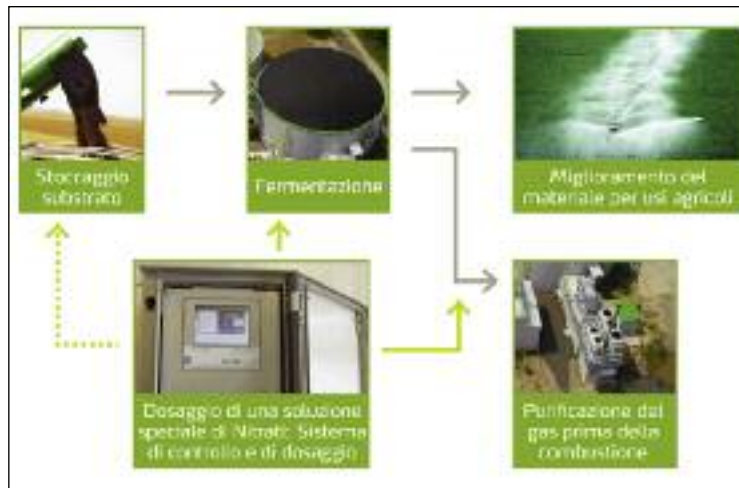 Stoccaggio
substrato
Fermentazione
Miglioramento del
materiale per usi agricoli
Dosaggio di una soluzione
speciale di Nitrati: Sistema
di controllo e di dosaggio
Purificazione del
gas prima della
combustione